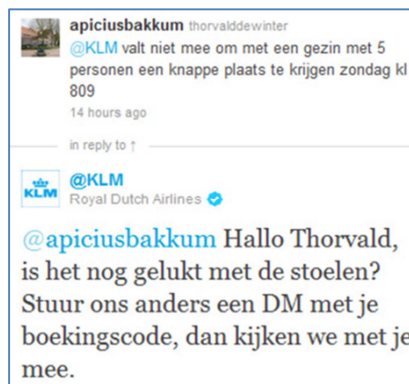 apiciusbakkum thorvalddewinter
@KLM valt niet mee om met een gezin met 5
personen een knappe plaats te krijgen zondag kl
809
14 hours ago
in reply to ↑
KLM
@KLM
Royal Dutch Airlines
@apiciusbakkum Hallo Thorvald,
is het nog gelukt met de stoelen?
Stuur ons anders een DM met je
boekingscode, dan kijken we met je
mee.